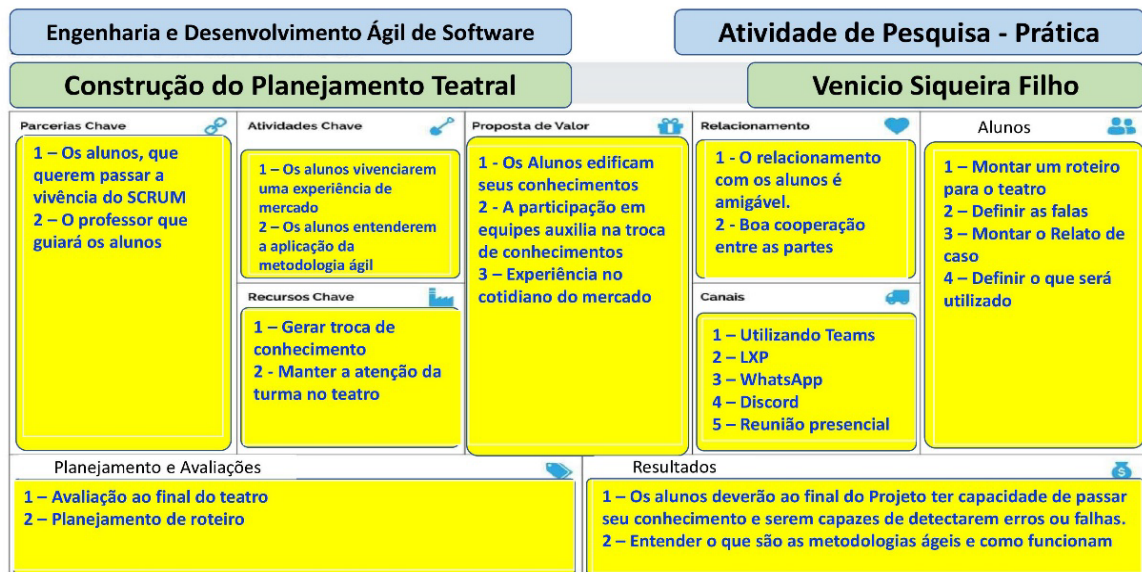 Engenharia e Desenvolvimento Ágil de Software
Atividade de Pesquisa - Prática
Construção do Planejamento Teatral
Venicio Siqueira Filho
Parcerias Chave
1 – Os alunos, que
querem passar a
vivência do SCRUM
2 – O professor que
guiará os alunos
Atividades Chave
1 – Os alunos vivenciarem
uma experiência de
mercado
2 – Os alunos entenderem
a aplicação da
metodologia ágil
Recursos Chave
1 – Gerar troca de
conhecimento
2 - Manter a atenção da
turma no teatro
Proposta de Valor
1 - Os Alunos edificam
seus conhecimentos
2 - A participação em
equipes auxilia na troca
de conhecimentos
3 – Experiência no
cotidiano do mercado
Relacionamento
1 - O relacionamento
com os alunos é
amigável.
2 - Boa cooperação
entre as partes
Canais
1 – Utilizando Teams
2 – LXP
3 – WhatsApp
4 – Discord
5 – Reunião presencial
Alunos
1 – Montar um roteiro
para o teatro
2 – Definir as falas
3 – Montar o Relato de
caso
4 – Definir o que será
utilizado
Planejamento e Avaliações
1 – Avaliação ao final do teatro
2 – Planejamento de roteiro
Resultados
1 – Os alunos deverão ao final do Projeto ter capacidade de passar
seu conhecimento e serem capazes de detectarem erros ou falhas.
2 – Entender o que são as metodologias ágeis e como funcionam